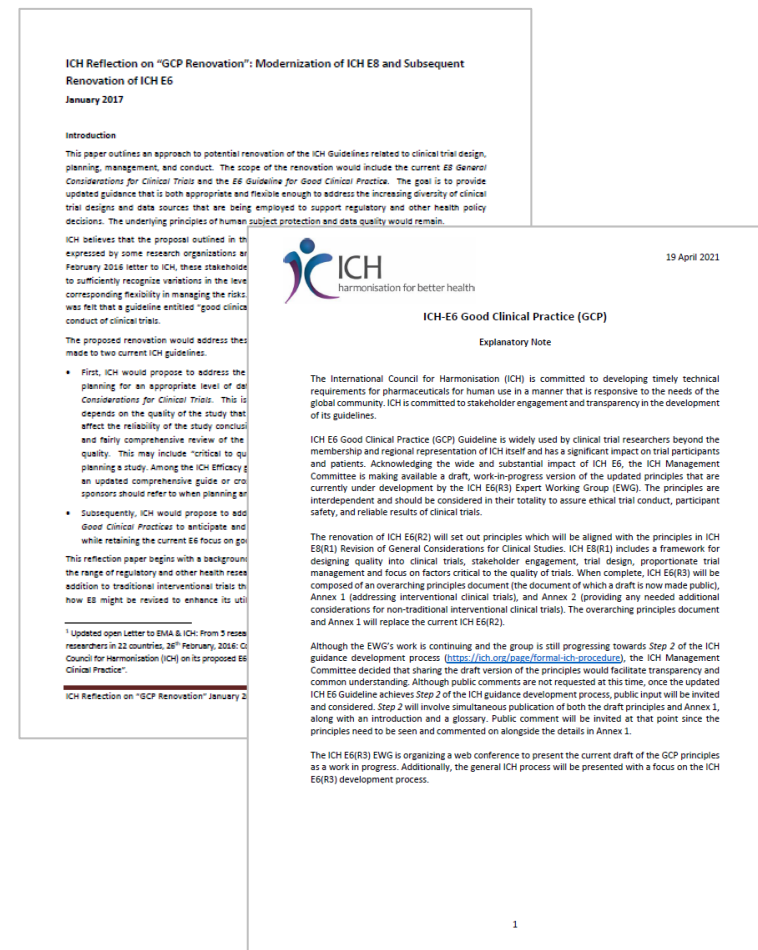 ICH Reflection on "GCP Renovation": Modernization of ICH E8 and Subsequent
Renovation of ICH E6
January 2017
Introduction
This paper outlines an approach to potential renovation of the ICH Guidelines related to clinical trial design,
planning, management, and conduct. The scope of the renovation would include the current E8 General
Considerations for Clinical Trials and the E6 Guideline for Good Clinical Practice. The goal is to provide
updated guidance that is both appropriate and flexible enough to address the increasing diversity of clinical
trial designs and data sources that are being employed to support regulatory and other health policy
decisions. The underlying principles of human subject protection and data quality would remain.
ICH believes that the proposal outlined in th
expressed by some research organizations an
February 2016 letter to ICH, these stakeholde
to sufficiently recognize variations in the leve
corresponding flexibility in managing the risks.
was felt that a guideline entitled "good clinica
conduct of clinical trials.
The proposed renovation would address thes
made to two current ICH guidelines.
• First, ICH would propose to address the
planning for an appropriate level of dat
Considerations for Clinical Trials. This is
depends on the quality of the study that
affect the reliability of the study conclusi
and fairly comprehensive review of the
quality. This may include "critical to qu
planning a study. Among the ICH Efficacy g
an updated comprehensive guide or cro
sponsors should refer to when planning an
• Subsequently, ICH would propose to add
Good Clinical Practices to anticipate and
while retaining the current E6 focus on go
This reflection paper begins with a backgroun
the range of regulatory and other health resea
addition to traditional interventional trials th
how E8 might be revised to enhance its util
1 Updated open Letter to EMA & ICH: From 5 resea
researchers in 22 countries, 26th February, 2016: Co
Council for Harmonisation (ICH) on its proposed E6
Clinical Practice".
ICH Reflection on "GCP Renovation" January 2
ICH
harmonisation for better health
19 April 2021
ICH-E6 Good Clinical Practice (GCP)
Explanatory Note
The International Council for Harmonisation (ICH) is committed to developing timely technical
requirements for pharmaceuticals for human use in a manner that is responsive to the needs of the
global community. ICH is committed to stakeholder engagement and transparency in the development
of its guidelines.
ICH E6 Good Clinical Practice (GCP) Guideline is widely used by clinical trial researchers beyond the
membership and regional representation of ICH itself and has a significant impact on trial participants
and patients. Acknowledging the wide and substantial impact of ICH E6, the ICH Management
Committee is making available a draft, work-in-progress version of the updated principles that are
currently under development by the ICH E6(R3) Expert Working Group (EWG). The principles are
interdependent and should be considered in their totality to assure ethical trial conduct, participant
safety, and reliable results of clinical trials.
The renovation of ICH E6(R2) will set out principles which will be aligned with the principles in ICH
E8(R1) Revision of General Considerations for Clinical Studies. ICH E8(R1) includes a framework for
designing quality into clinical trials, stakeholder engagement, trial design, proportionate trial
management and focus on factors critical to the quality of trials. When complete, ICH E6(R3) will be
composed of an overarching principles document (the document of which a draft is now made public),
Annex 1 (addressing interventional clinical trials), and Annex 2 (providing any needed additional
considerations for non-traditional interventional clinical trials). The overarching principles document
and Annex 1 will replace the current ICH E6(R2).
Although the EWG's work is continuing and the group is still progressing towards Step 2 of the ICH
guidance development process (https://ich.org/page/formal-ich-procedure), the ICH Management
Committee decided that sharing the draft version of the principles would facilitate transparency and
common understanding. Although public comments are not requested at this time, once the updated
ICH E6 Guideline achieves Step 2 of the ICH guidance development process, public input will be invited
and considered. Step 2 will involve simultaneous publication of both the draft principles and Annex 1,
along with an introduction and a glossary. Public comment will be invited at that point since the
principles need to be seen and commented on alongside the details in Annex 1.
The ICH E6(R3) EWG is organizing a web conference to present the current draft of the GCP principles
as a work in progress. Additionally, the general ICH process will be presented with a focus on the ICH
E6(R3) development process.
1